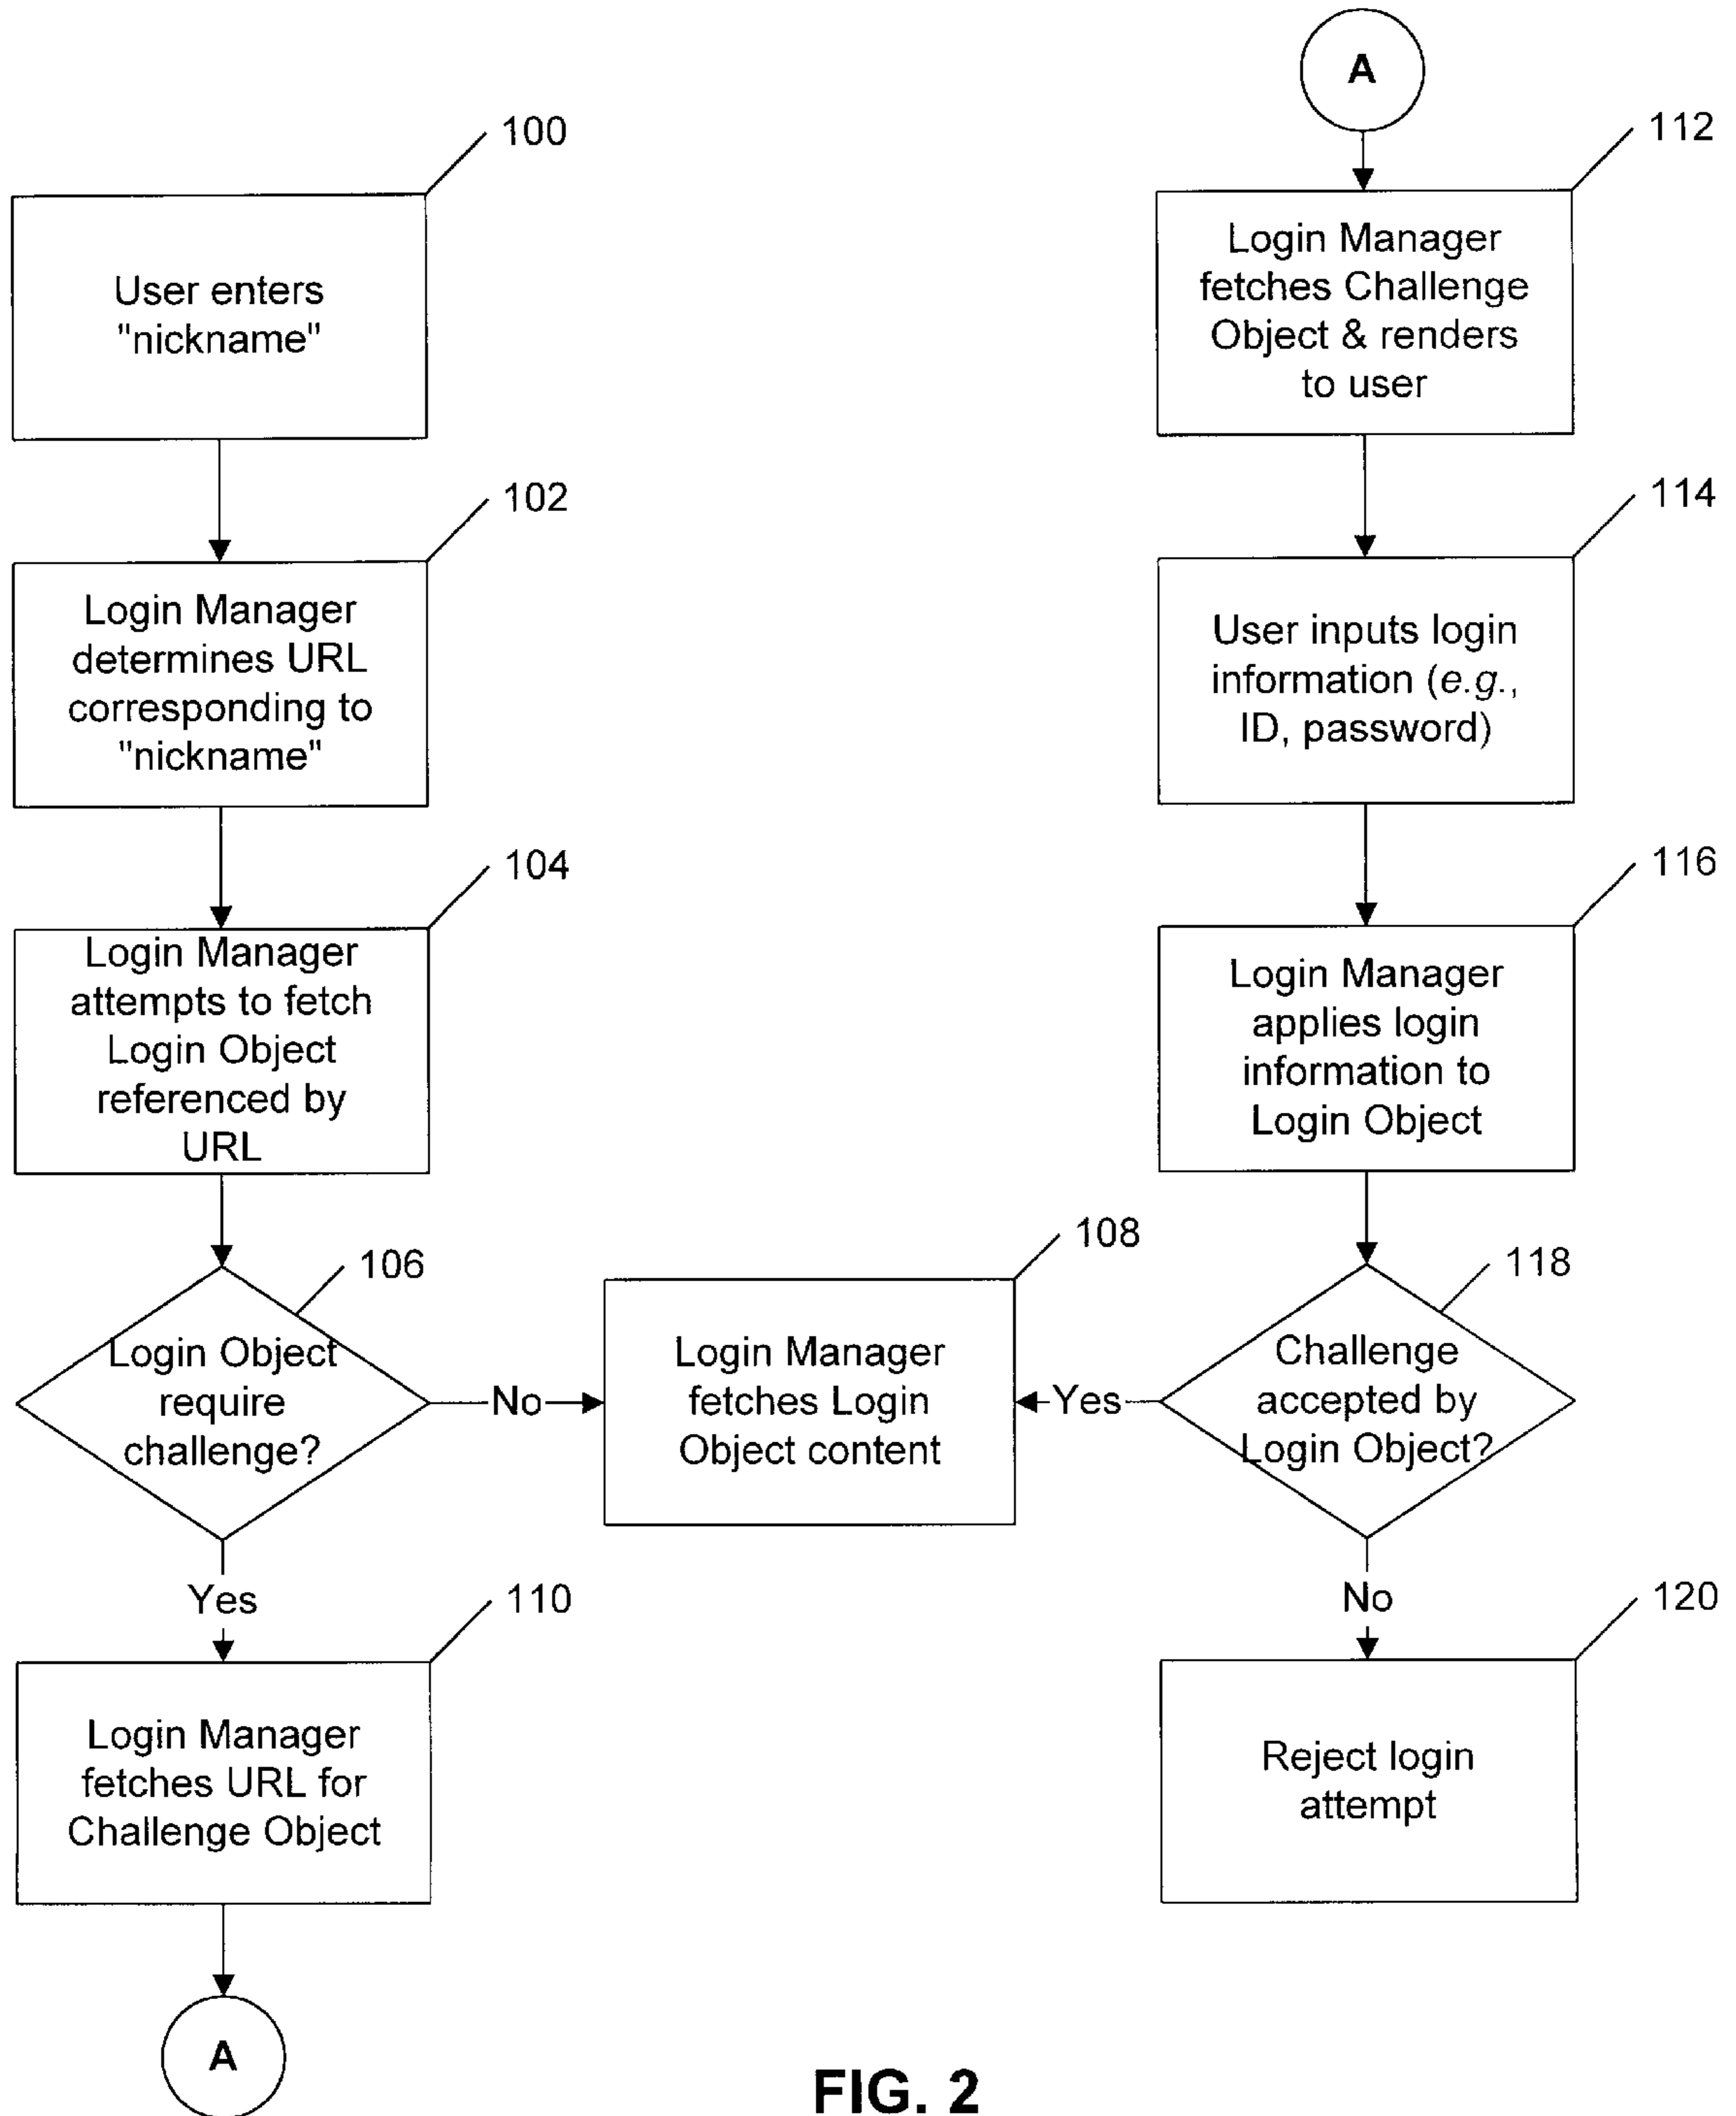 100
User enters
"nickname"
102
Login Manager
determines URL
corresponding to
"nickname"
104
Login Manager
attempts to fetch
Login Object
referenced by
URL
106
Login Object
require
challenge?
No
108
Login Manager
fetches Login
Object content
Yes
110
Login Manager
fetches URL for
Challenge Object
A
A
112
Login Manager
fetches Challenge
Object & renders
to user
114
User inputs login
information (e.g.,
ID, password)
116
Login Manager
applies login
information to
Login Object
118
Challenge
accepted by
Login Object?
Yes
No
120
Reject login
attempt
FIG. 2